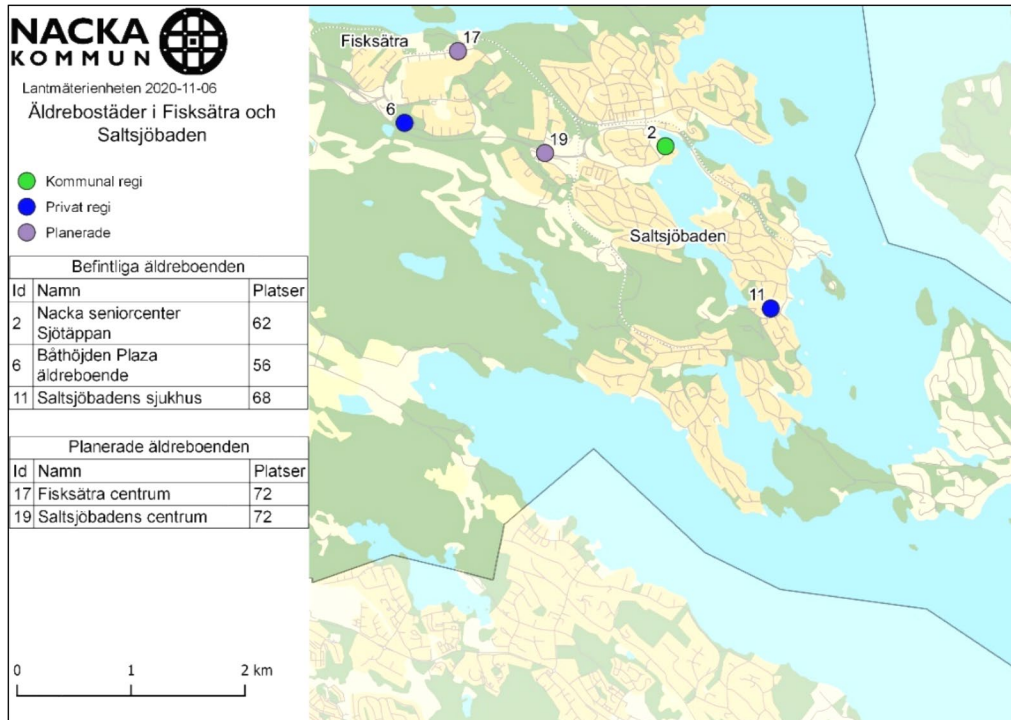 NACKA
KOMMUN
Lantmäterienheten 2020-11-06
Äldrebostäder i Fisksätra och
Saltsjöbaden
Kommunal regi
Privat regi
Planerade
Befintliga äldreboenden
Id Namn Platser
2 Nacka seniorcenter
Sjötäppan 62
6 Båthöjden Plaza
äldreboende 56
11 Saltsjöbadens sjukhus 68
Planerade äldreboenden
Id Namn Platser
17 Fisksätra centrum 72
19 Saltsjöbadens centrum 72
0 1 2 km
Fisksätra
17
6
19
2
Saltsjöbaden
11